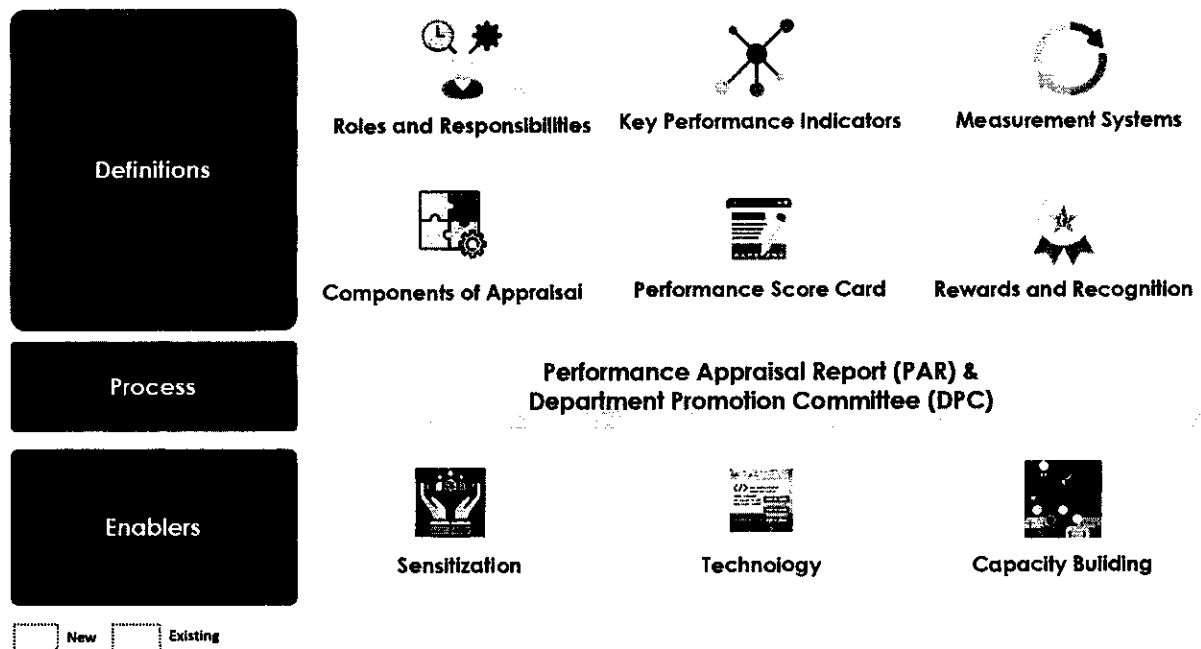 Definitions
Roles and Responsibilities
Key Performance Indicators
Measurement Systems
Components of Appraisal
Performance Score Card
Rewards and Recognition
Process
Performance Appraisal Report (PAR) &
Department Promotion Committee (DPC)
Enablers
Sensitization
Technology
Capacity Building
New
Existing